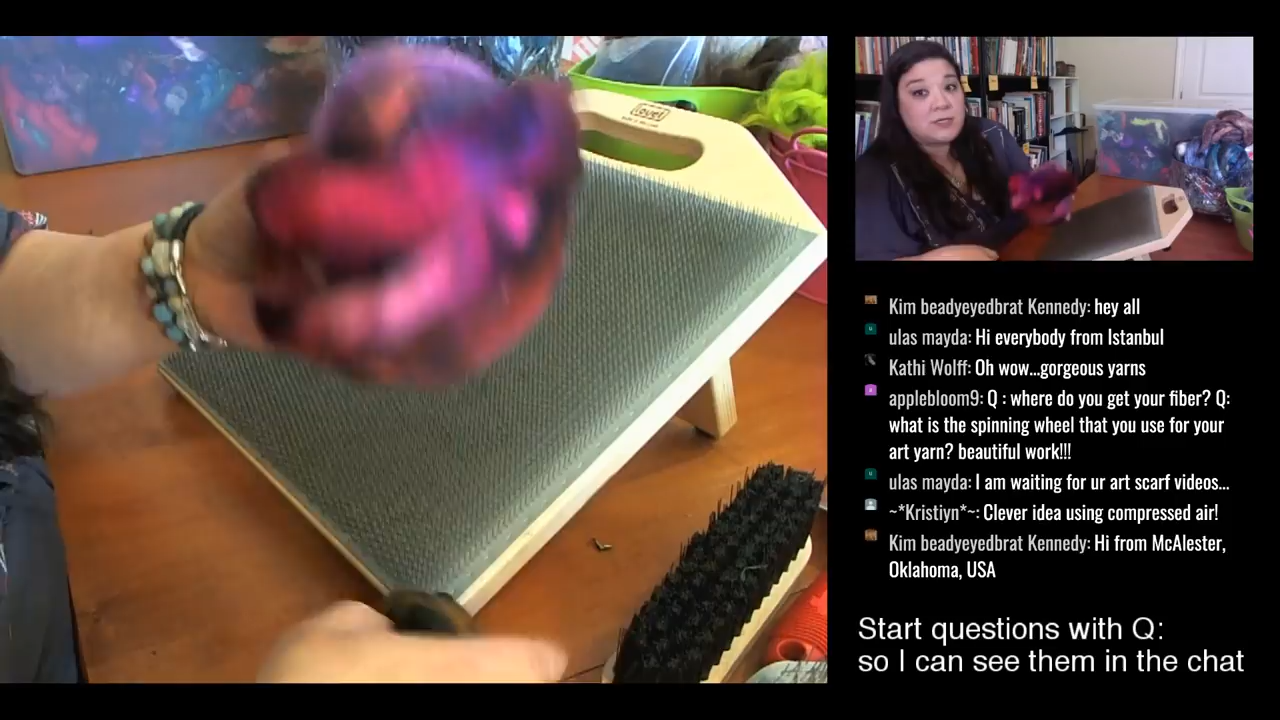 louet
Kim beadyeyedbrat Kennedy: hey all
ulas mayda: Hi everybody from Istanbul
Kathi Wolff: Oh wow...gorgeous yarns
applebloom9: Q : where do you get your fiber? Q:
what is the spinning wheel that you use for your
art yarn? beautiful work!!!
ulas mayda: I am waiting for ur art scarf videos...
~*Kristiyn*~: Clever idea using compressed air!
Kim beadyeyedbrat Kennedy: Hi from McAlester,
Oklahoma, USA
Start questions with Q:
so I can see them in the chat